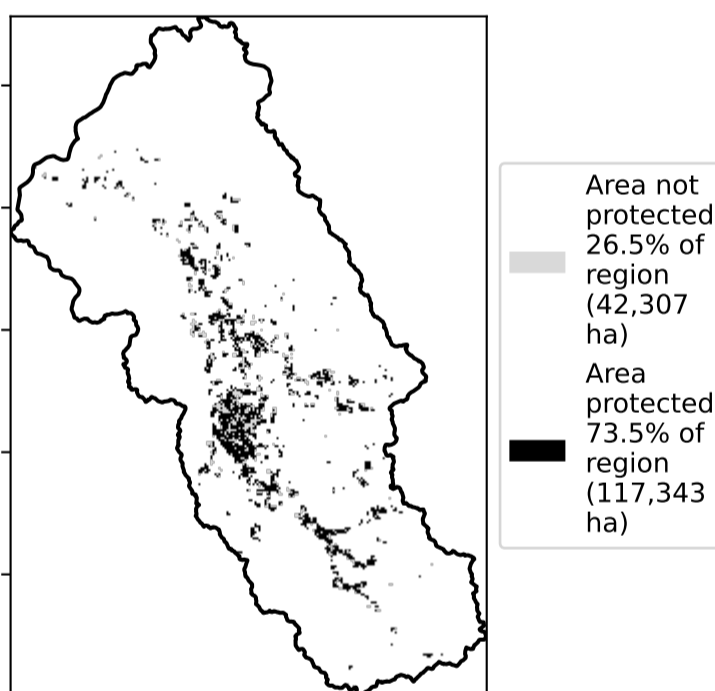 Area not
protected
26.5% of
region
(42,307
ha)
Area
protected
73.5% of
region
(117,343
ha)